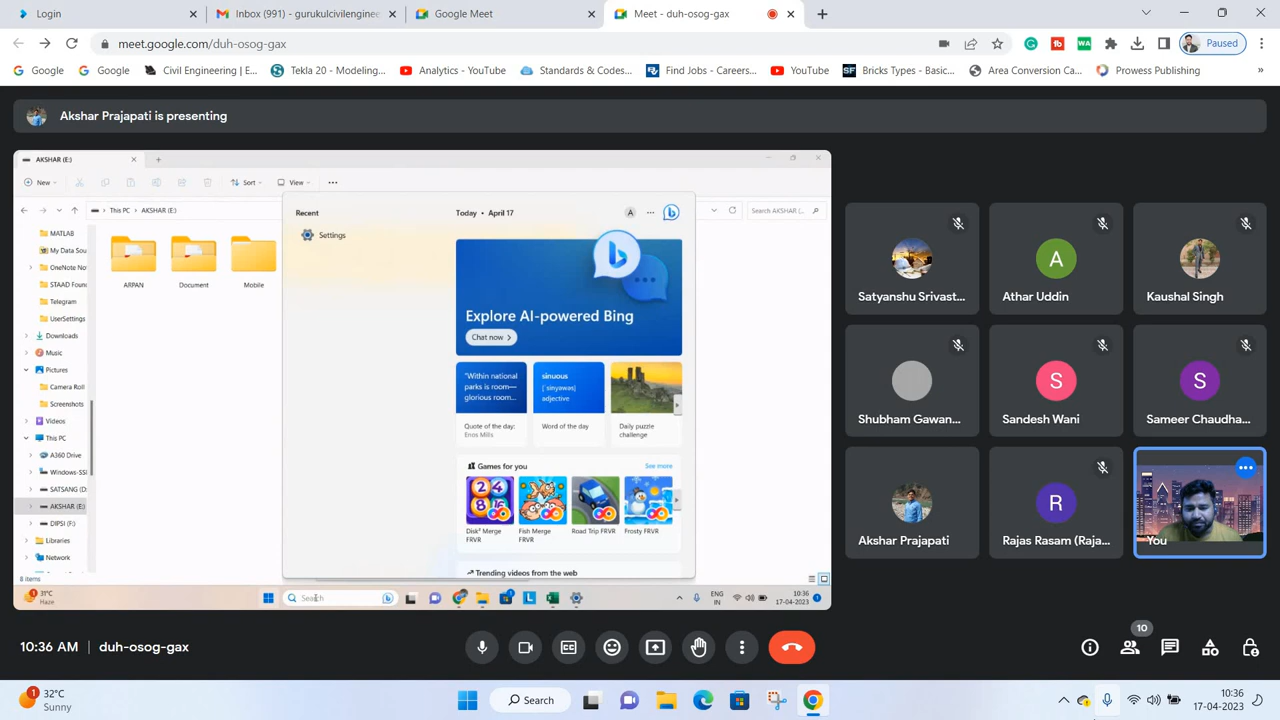 Login
Inbox (991) - gurukulcivilenginee
Google Meet
Meet - duh-osog-gax
meet.google.com/duh-osog-gax
Paused
Google
Google
Civil Engineering | E...
Tekla 20 - Modeling...
Analytics - YouTube
Standards & Codes...
Find Jobs - Careers...
YouTube
Bricks Types - Basic...
Area Conversion Ca...
Prowess Publishing
Akshar Prajapati is presenting
AKSHAR (E:)
New
Sort
View
This PC > AKSHAR (E:)
Search AKSHAR (...
MATLAB
My Data Sou
OneNote No
STAAD Found
Telegram
UserSettings
Downloads
Music
Pictures
Camera Roll
Screenshots
Videos
This PC
A360 Drive
Windows-SS
SATSANG (D:
AKSHAR (E:)
DIPSI (F:)
Libraries
Network
8 items
ARPAN
Document
Mobile
Recent
Settings
Today • April 17
A
Explore AI-powered Bing
Chat now >
"Within national
parks is room—
glorious room...
Quote of the day:
Enos Mills
sinuous
[ˈsinyəwəs]
adjective
Word of the day
Daily puzzle
challenge
Games for you
See more
Disk² Merge
FRVR
Fish Merge
FRVR
Road Trip FRVR
Frosty FRVR
Trending videos from the web
31°C
Haze
Search
ENG
IN
10:36
17-04-2023
Satyanshu Srivast...
A
Athar Uddin
Kaushal Singh
Shubham Gawan...
S
Sandesh Wani
S
Sameer Chaudha...
Akshar Prajapati
R
Rajas Rasam (Raja...
You
10:36 AM | duh-osog-gax
10
1
32°C
Sunny
Search
10:36
17-04-2023